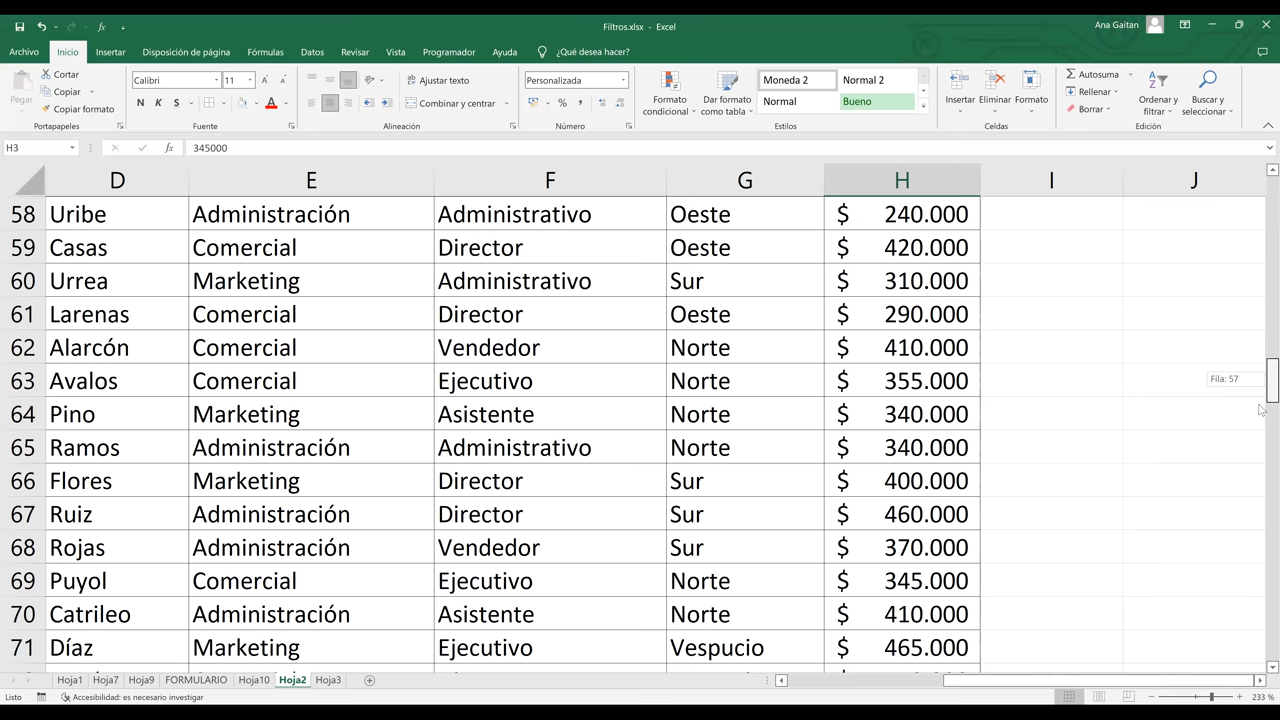 Filtros.xlsx - Excel
Ana Gaitan
Archivo Inicio Insertar Disposición de página Fórmulas Datos Revisar Vista Programador Ayuda ¿Qué desea hacer?
Pegar
Cortar
Copiar
Copiar formato
Portapapeles
Calibri 11
N K S
Fuente
Ajustar texto
Combinar y centrar
Alineación
Personalizada
Número
Formato condicional
Dar formato como tabla
Moneda 2 Normal 2
Normal Bueno
Estilos
Insertar Eliminar Formato
Celdas
Autosuma
Rellenar
Borrar
Ordenar y filtrar
Buscar y seleccionar
Edición
H3 fx 345000
D E F G H I J
58 Uribe Administración Administrativo Oeste $ 240.000
59 Casas Comercial Director Oeste $ 420.000
60 Urrea Marketing Administrativo Sur $ 310.000
61 Larenas Comercial Director Oeste $ 290.000
62 Alarcón Comercial Vendedor Norte $ 410.000
63 Avalos Comercial Ejecutivo Norte $ 355.000
Fila: 57
64 Pino Marketing Asistente Norte $ 340.000
65 Ramos Administración Administrativo Norte $ 340.000
66 Flores Marketing Director Sur $ 400.000
67 Ruiz Administración Director Sur $ 460.000
68 Rojas Administración Vendedor Sur $ 370.000
69 Puyol Comercial Ejecutivo Norte $ 345.000
70 Catrileo Administración Asistente Norte $ 410.000
71 Díaz Marketing Ejecutivo Vespucio $ 465.000
Hoja1 Hoja7 Hoja9 FORMULARIO Hoja10 Hoja2 Hoja3
Listo Accesibilidad: es necesario investigar 233 %